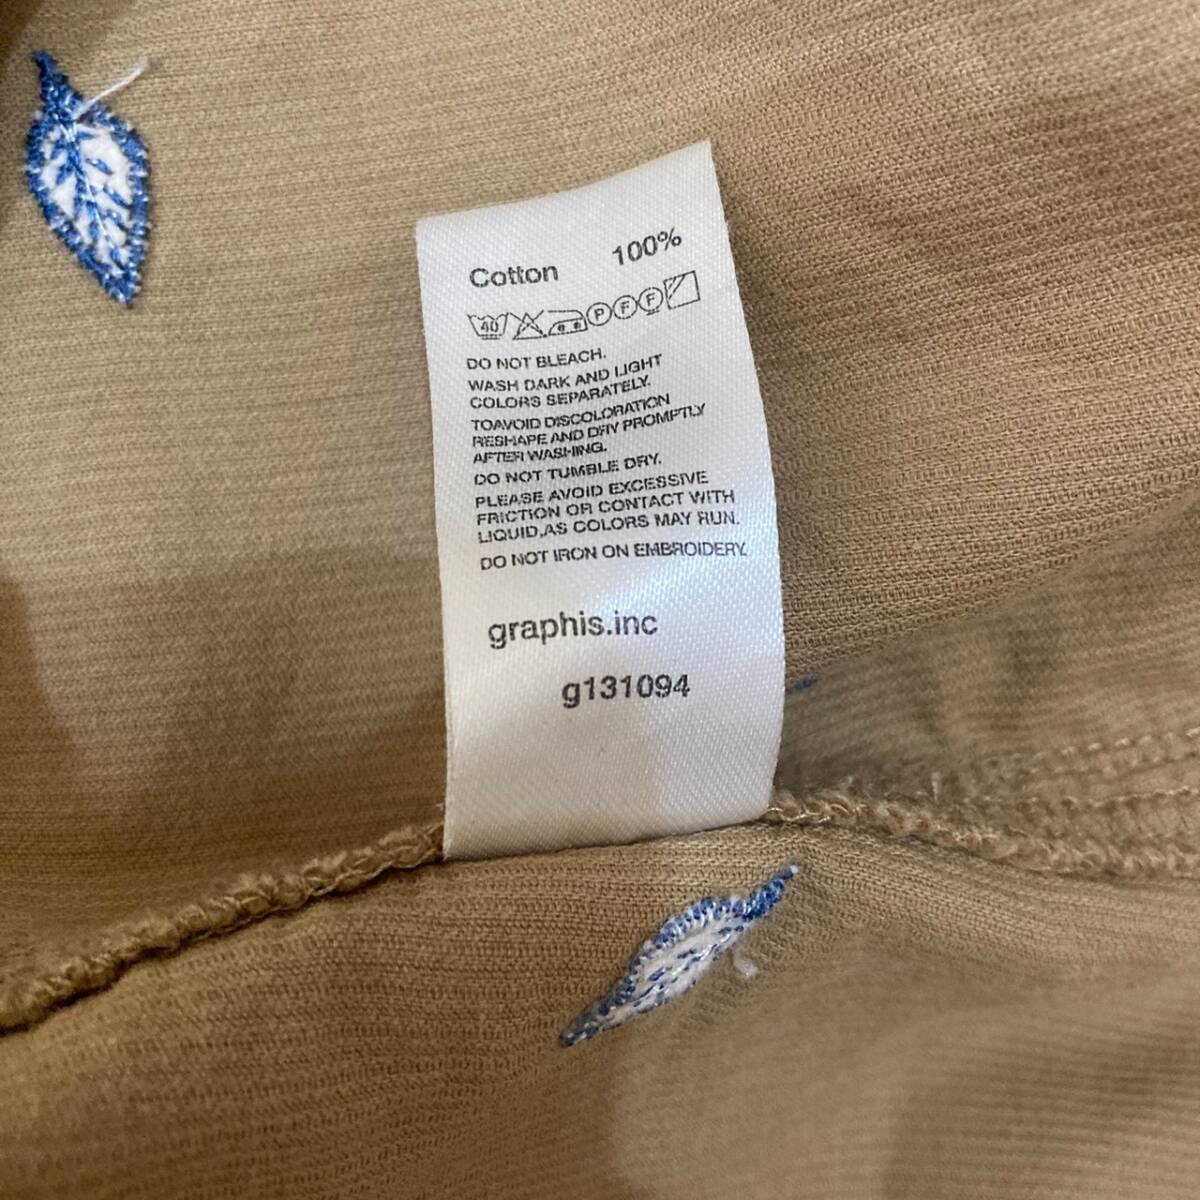 Cotton 100%
40 P F F
DO NOT BLEACH.
WASH DARK AND LIGHT
COLORS SEPARATELY.
TOAVOID DISCOLORATION
RESHAPE AND DRY PROMPTLY
AFTER WASHING.
DO NOT TUMBLE DRY.
PLEASE AVOID EXCESSIVE
FRICTION OR CONTACT WITH
LIQUID,AS COLORS MAY RUN.
DO NOT IRON ON EMBROIDERY.
graphis.inc
g131094